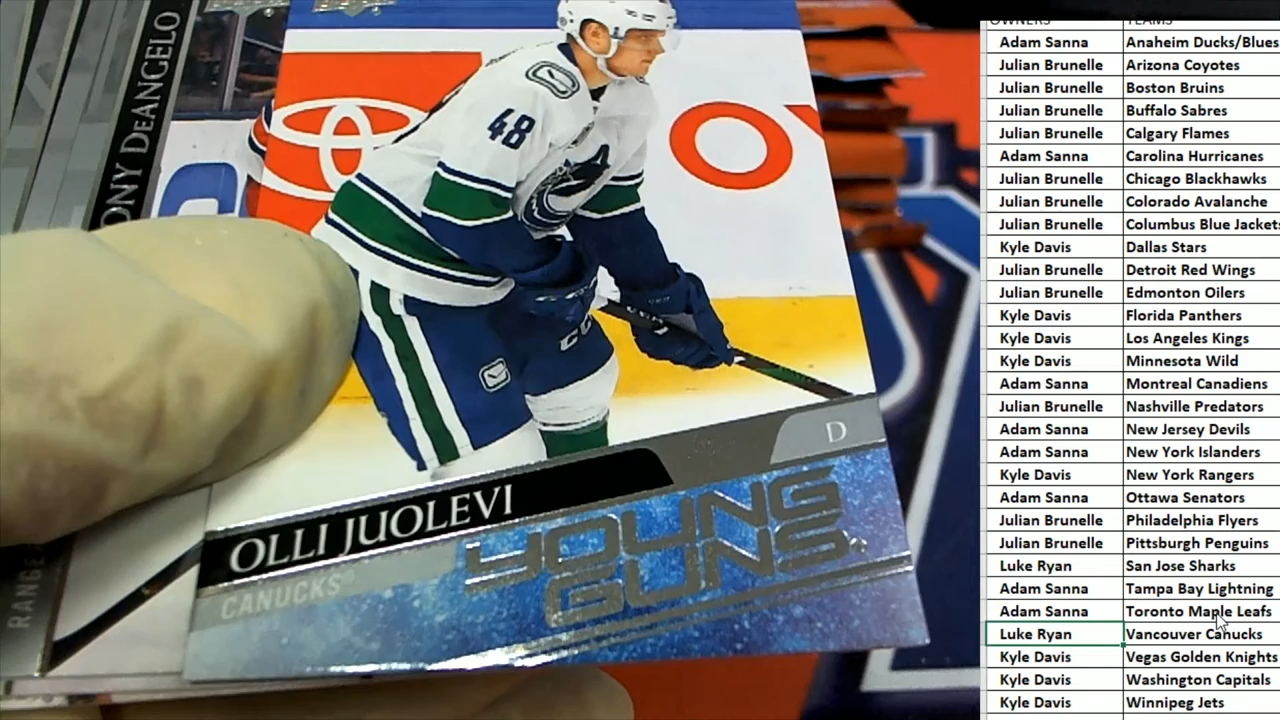 ONY DEANGELO
48
OLLI JUOLEVI
D
CANUCKS
YOUNG
GUNS
OWNERS TEAMS
Adam Sanna Anaheim Ducks/Blues
Julian Brunelle Arizona Coyotes
Julian Brunelle Boston Bruins
Julian Brunelle Buffalo Sabres
Julian Brunelle Calgary Flames
Adam Sanna Carolina Hurricanes
Julian Brunelle Chicago Blackhawks
Julian Brunelle Colorado Avalanche
Julian Brunelle Columbus Blue Jackets
Kyle Davis Dallas Stars
Julian Brunelle Detroit Red Wings
Julian Brunelle Edmonton Oilers
Kyle Davis Florida Panthers
Kyle Davis Los Angeles Kings
Kyle Davis Minnesota Wild
Adam Sanna Montreal Canadiens
Julian Brunelle Nashville Predators
Adam Sanna New Jersey Devils
Adam Sanna New York Islanders
Kyle Davis New York Rangers
Adam Sanna Ottawa Senators
Julian Brunelle Philadelphia Flyers
Julian Brunelle Pittsburgh Penguins
Luke Ryan San Jose Sharks
Adam Sanna Tampa Bay Lightning
Adam Sanna Toronto Maple Leafs
Luke Ryan Vancouver Canucks
Kyle Davis Vegas Golden Knights
Kyle Davis Washington Capitals
Kyle Davis Winnipeg Jets